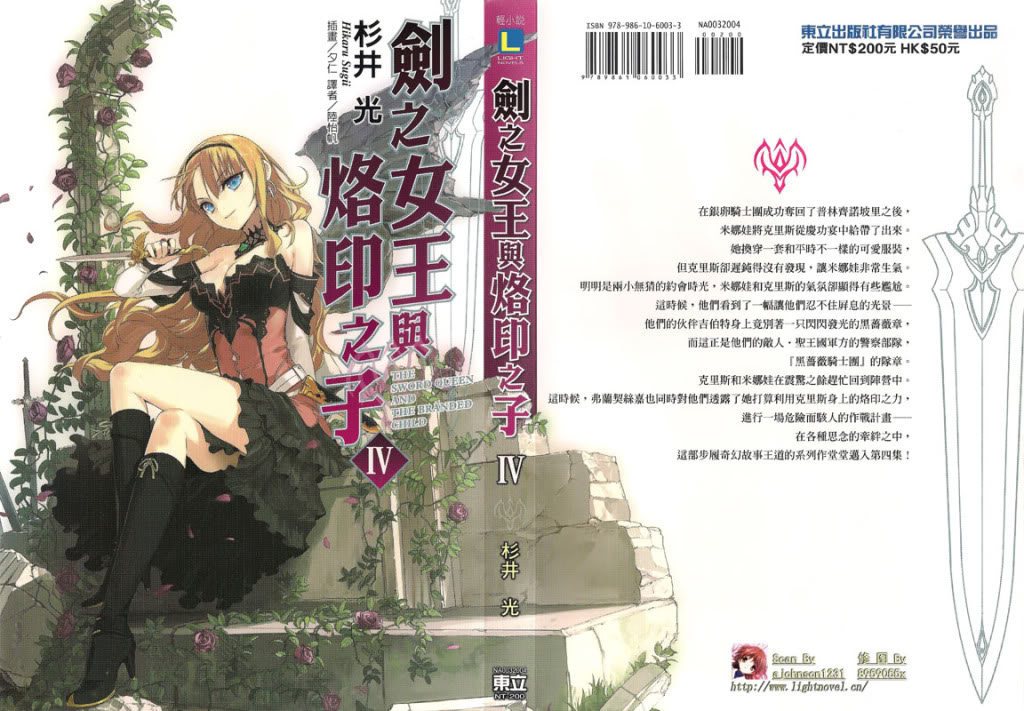 劍之女王與
烙印之子
IV
杉井 光
Hikaru Sugii
插畫／夕仁 譯者／陸怡帆
THE
SWORD QUEEN
AND
THE BRANDED
CHILD
輕小說
L
LIGHT
NOVELS
劍之女王與烙印之子
IV
杉井 光
NA0032004
東立
NT-200
ISBN 978-986-10-6003-3
9 789861 060033
NA0032004
00200
東立出版社有限公司榮譽出品
定價NT$200元 HK$50元
在銀卵騎士團成功奪回了普林齊諾坡里之後，
米娜娃將克里斯從慶功宴中給帶了出來。
她換穿一套和平時不一樣的可愛服裝，
但克里斯卻遲鈍得沒有發現，讓米娜娃非常生氣。
明明是兩小無猜的約會時光，米娜娃和克里斯的氣氛卻顯得有些尷尬。
這時候，他們看到了一幅讓他們忍不住屏息的光景——
他們的伙伴吉伯特身上竟別著一只閃閃發光的黑薔薇章，
而這正是他們的敵人．聖王國軍方的警察部隊，
『黑薔薇騎士團』的隊章。
克里斯和米娜娃在震驚之餘趕忙回到陣營中。
這時候，弗蘭契絲嘉也同時對他們透露了她打算利用克里斯身上的烙印之力，
進行一場危險而駭人的作戰計畫——
在各種思念的牽絆之中，
這部步履奇幻故事王道的系列作堂堂邁入第四集！
Scan By
ajohnson1231
修圖 By
8969066x
http://www.lightnovel.cn/